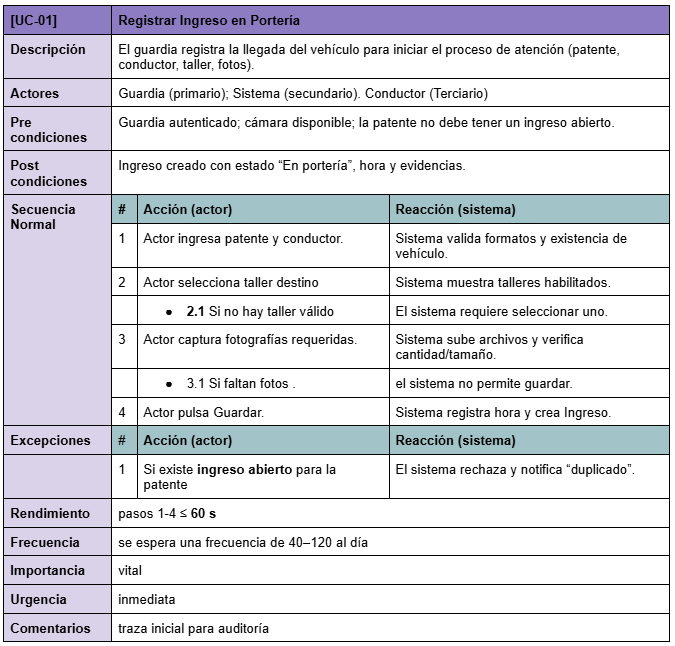 [UC-01] Registrar Ingreso en Portería
Descripción El guardia registra la llegada del vehículo para iniciar el proceso de atención (patente,
conductor, taller, fotos).
Actores Guardia (primario); Sistema (secundario). Conductor (Terciario)
Pre
condiciones
Guardia autenticado; cámara disponible; la patente no debe tener un ingreso abierto.
Post
condiciones
Ingreso creado con estado “En portería”, hora y evidencias.
Secuencia
Normal
# Acción (actor) Reacción (sistema)
1 Actor ingresa patente y conductor. Sistema valida formatos y existencia de
vehículo.
2 Actor selecciona taller destino Sistema muestra talleres habilitados.
● 2.1 Si no hay taller válido El sistema requiere seleccionar uno.
3 Actor captura fotografías requeridas. Sistema sube archivos y verifica
cantidad/tamaño.
● 3.1 Si faltan fotos . el sistema no permite guardar.
4 Actor pulsa Guardar. Sistema registra hora y crea Ingreso.
Excepciones # Acción (actor) Reacción (sistema)
1 Si existe ingreso abierto para la
patente
El sistema rechaza y notifica “duplicado”.
Rendimiento pasos 1-4 ≤ 60 s
Frecuencia se espera una frecuencia de 40–120 al día
Importancia vital
Urgencia inmediata
Comentarios traza inicial para auditoría